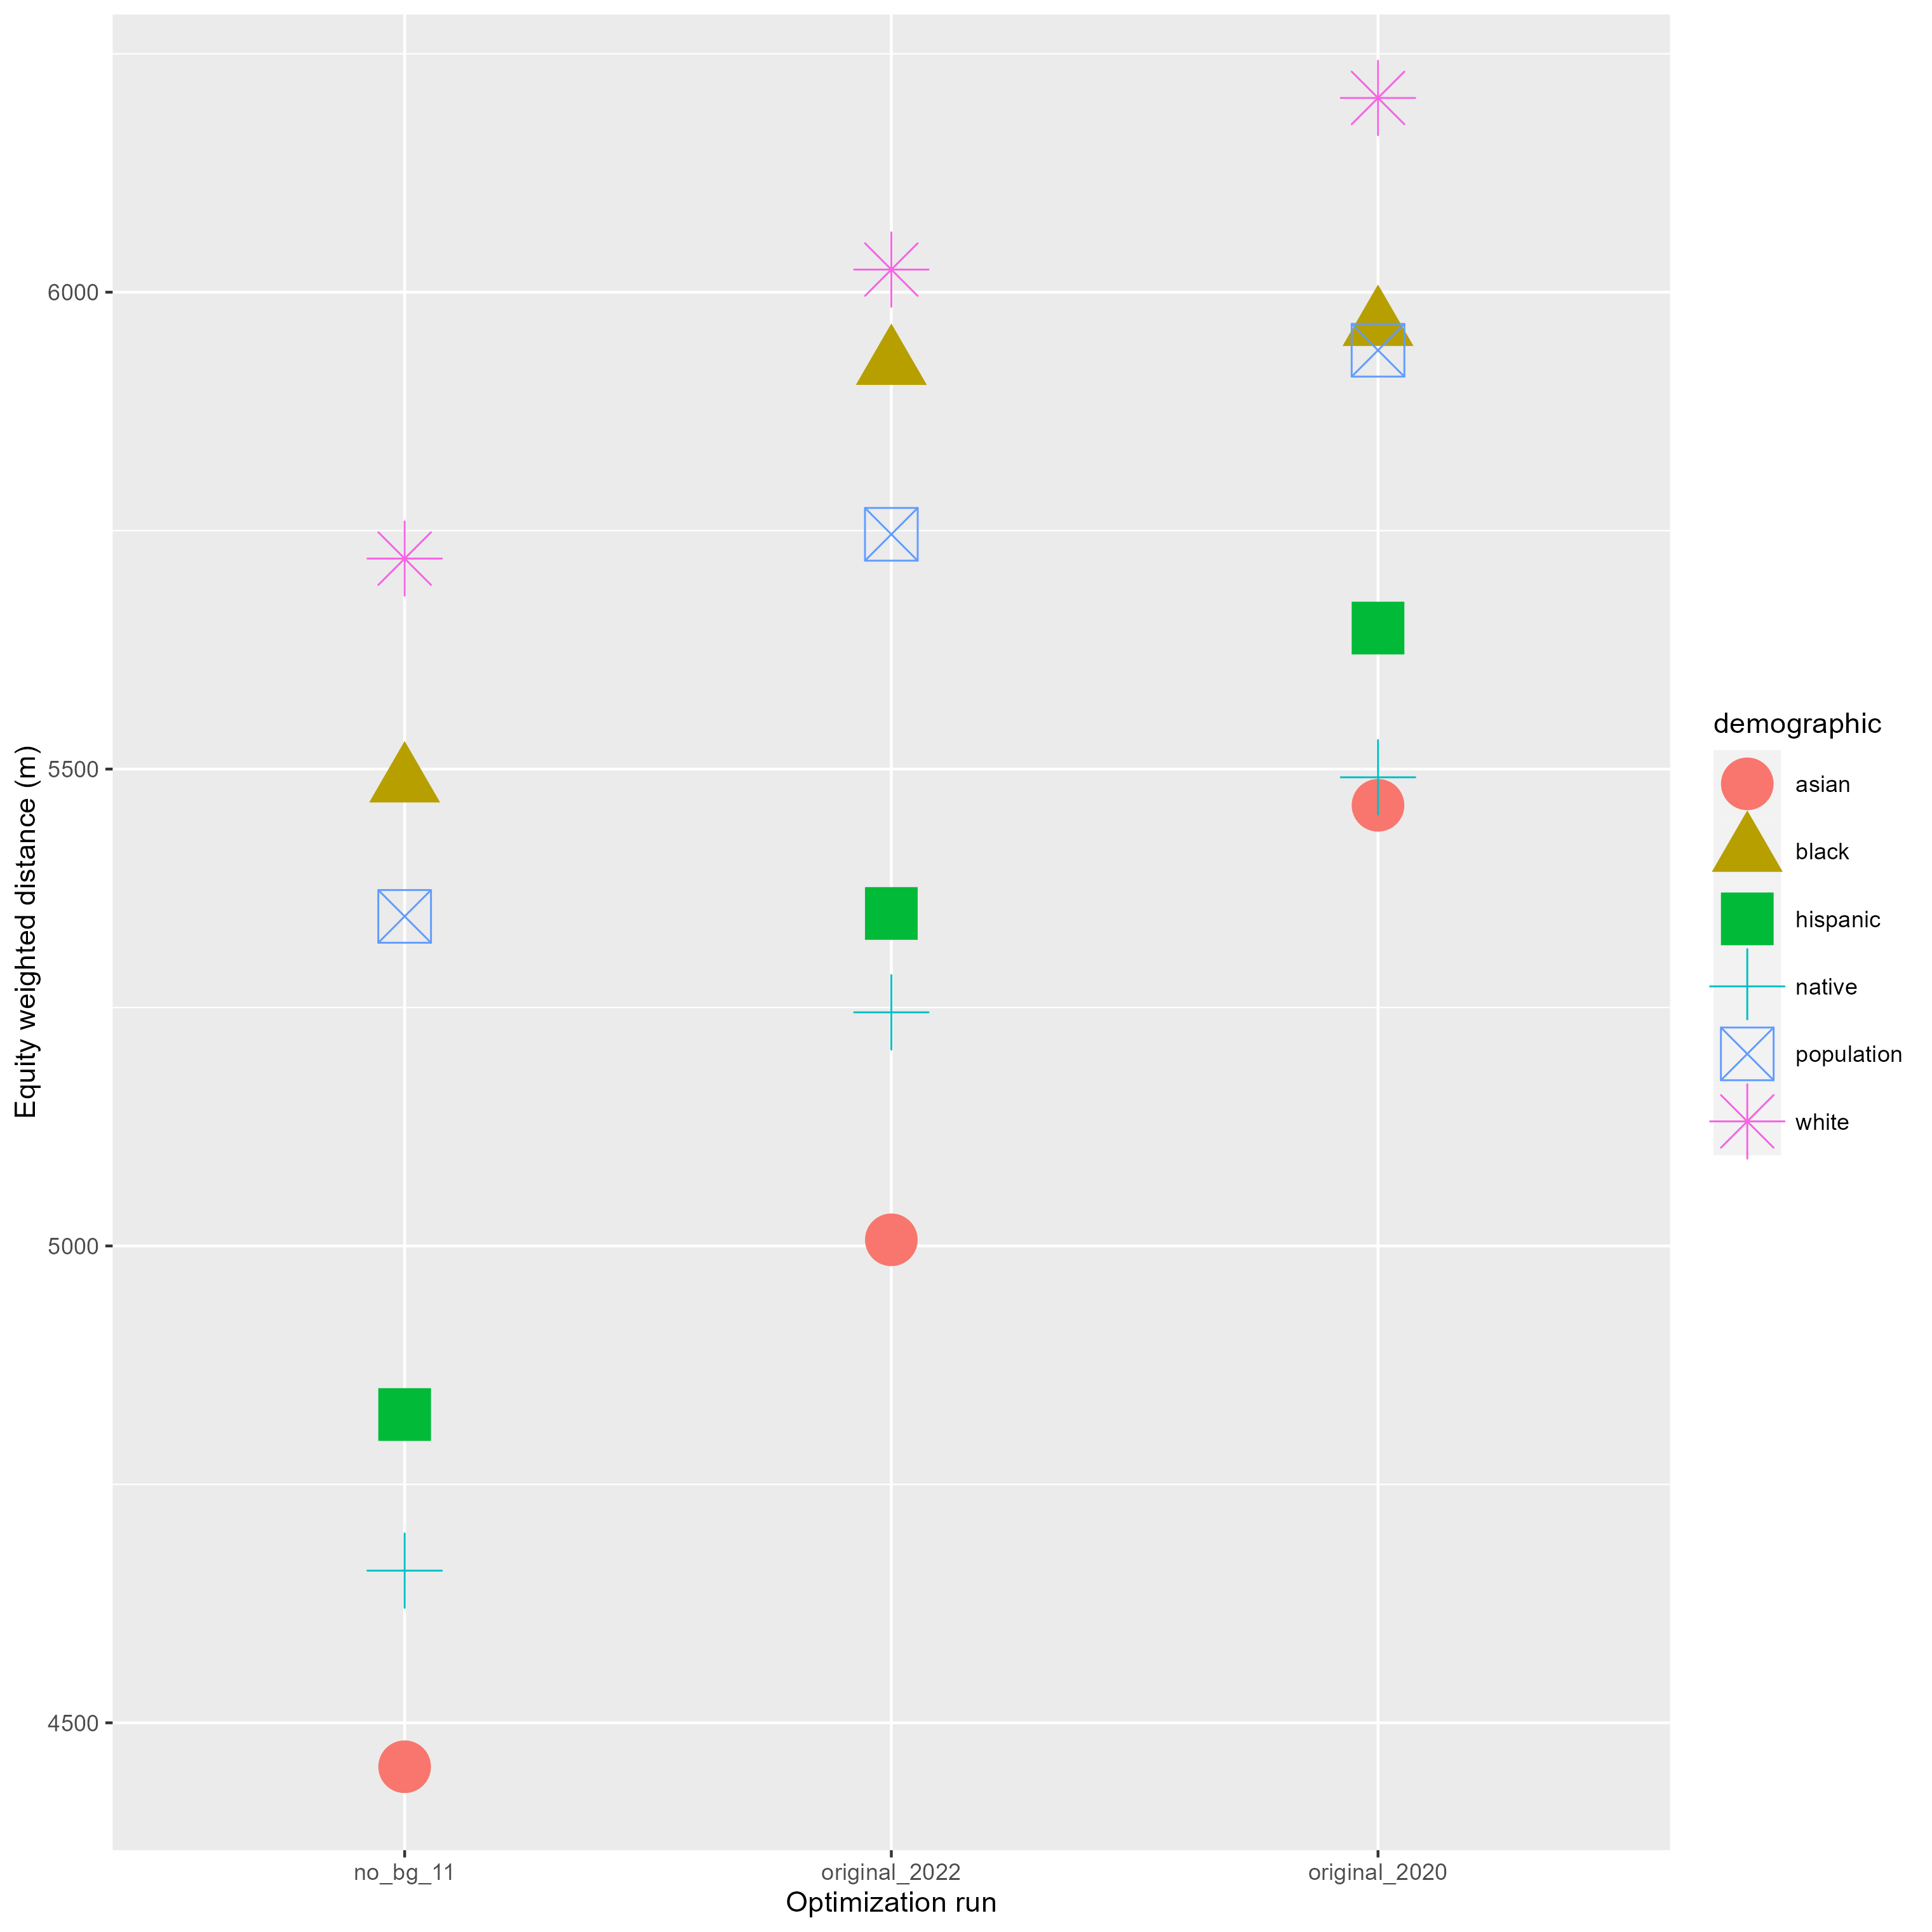 Equity weighted distance (m)
6000
5500
5000
4500
no_bg_11
original_2022
original_2020
Optimization run
demographic
asian
black
hispanic
native
population
white